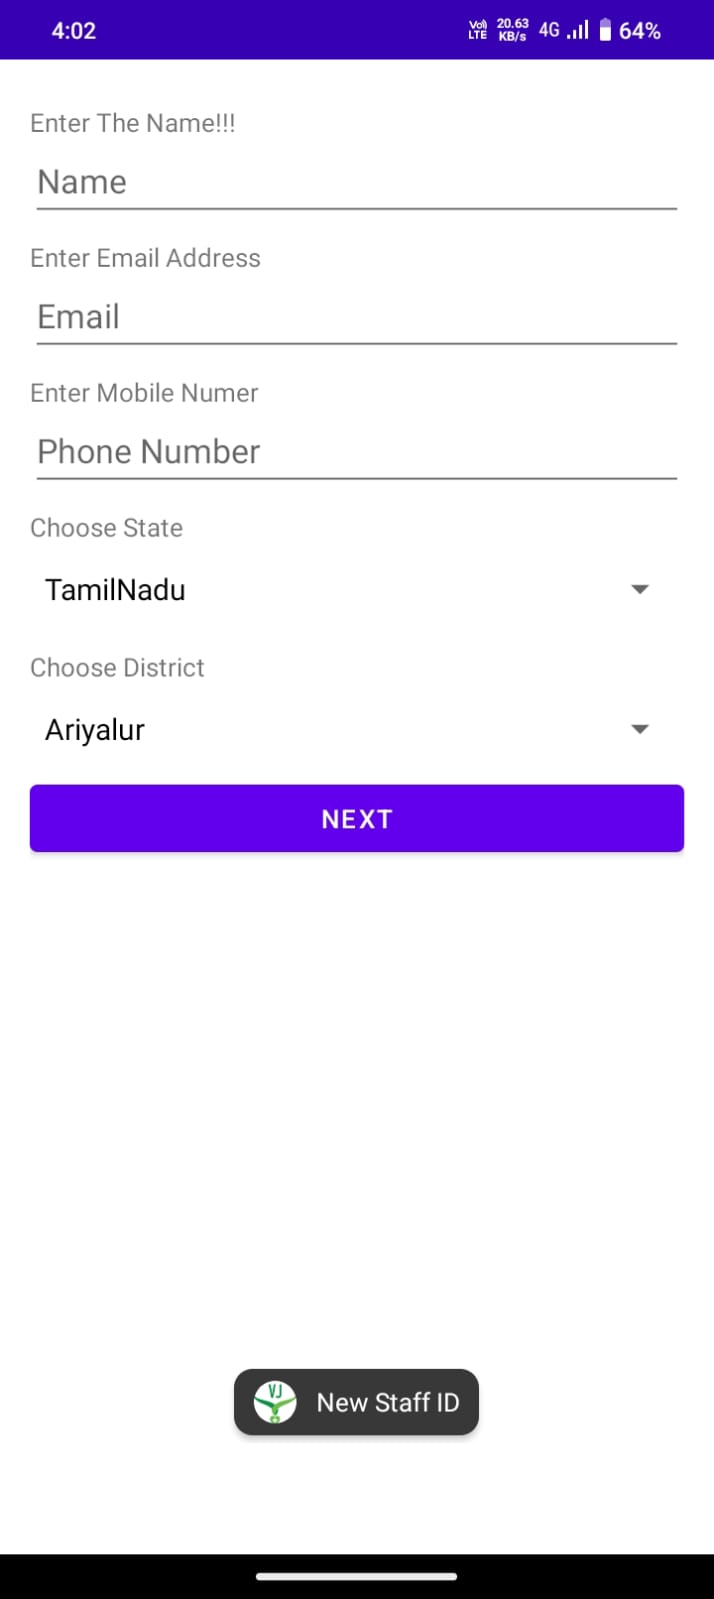 4:02 VoD LTE 20.63 KB/s 4G 64%
Enter The Name!!!
Name
Enter Email Address
Email
Enter Mobile Numer
Phone Number
Choose State
TamilNadu
Choose District
Ariyalur
NEXT
VJ New Staff ID